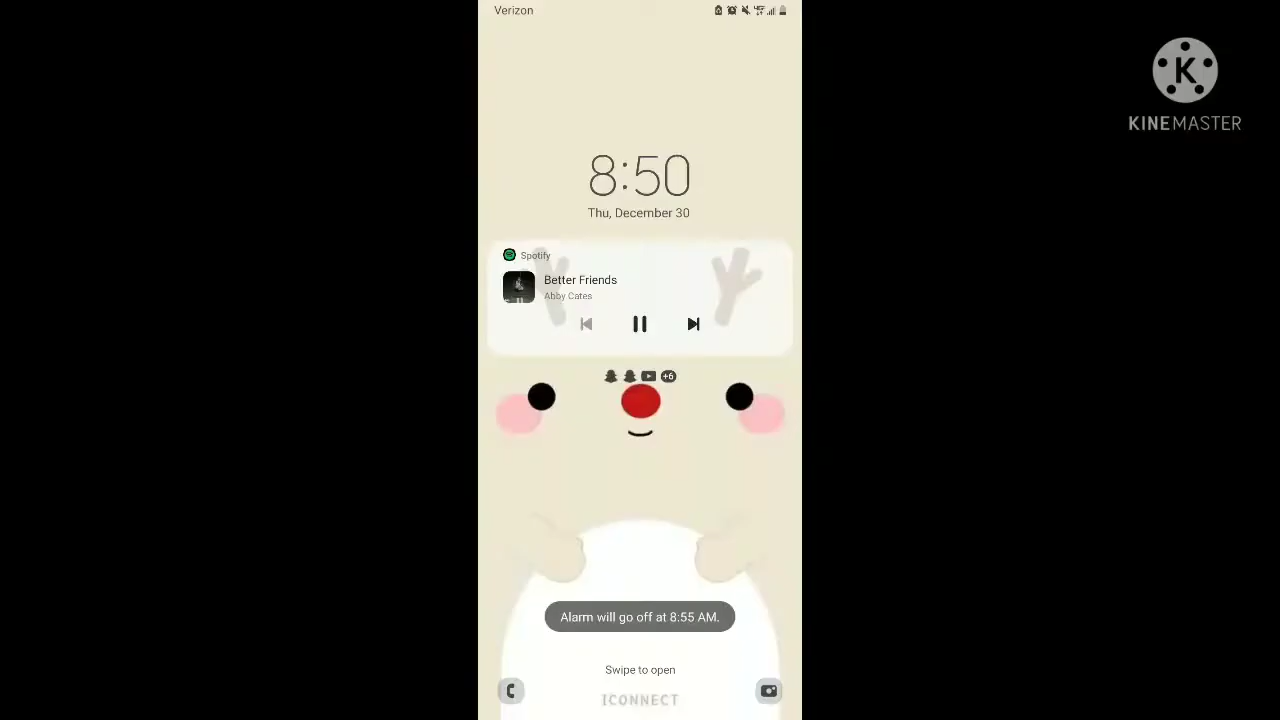 Verizon
KINEMASTER
8:50
Thu, December 30
Spotify
Better Friends
Abby Cates
+6
Alarm will go off at 8:55 AM.
Swipe to open
ICONNECT